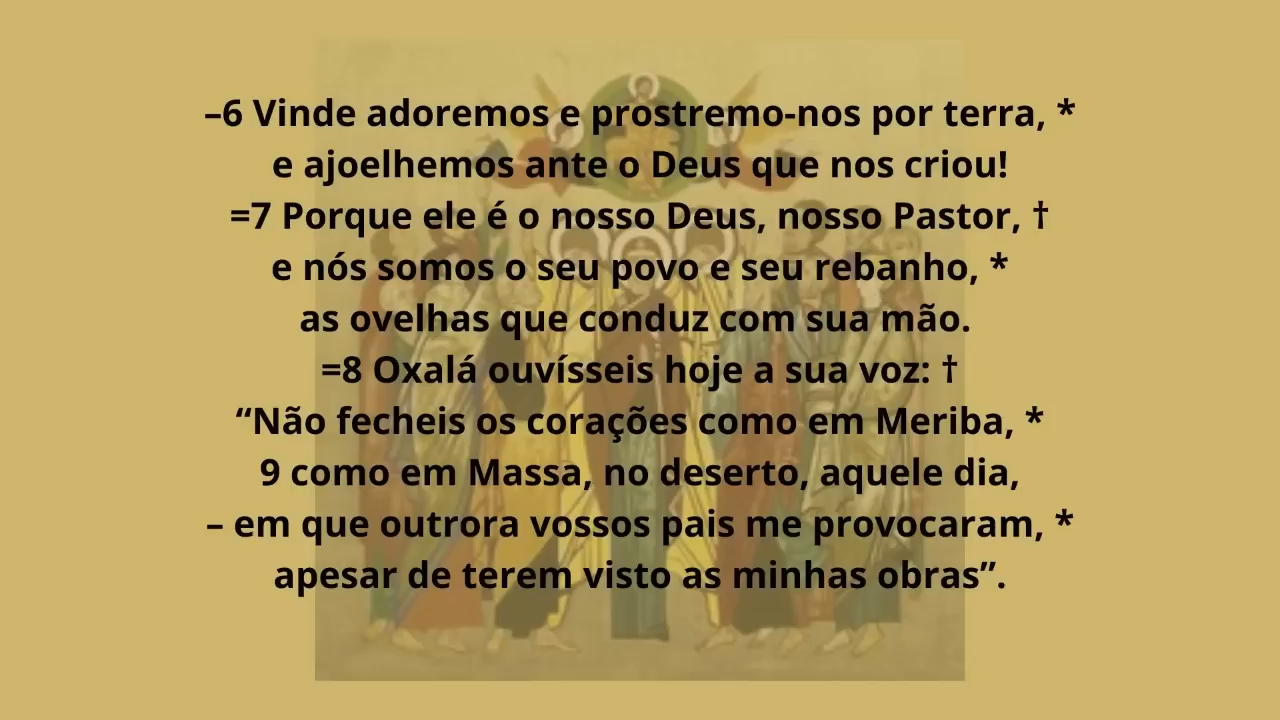 –6 Vinde adoremos e prostremo-nos por terra, *
e ajoelhemos ante o Deus que nos criou!
=7 Porque ele é o nosso Deus, nosso Pastor, †
e nós somos o seu povo e seu rebanho, *
as ovelhas que conduz com sua mão.
=8 Oxalá ouvísseis hoje a sua voz: †
“Não fecheis os corações como em Meriba, *
9 como em Massa, no deserto, aquele dia,
– em que outrora vossos pais me provocaram, *
apesar de terem visto as minhas obras”.